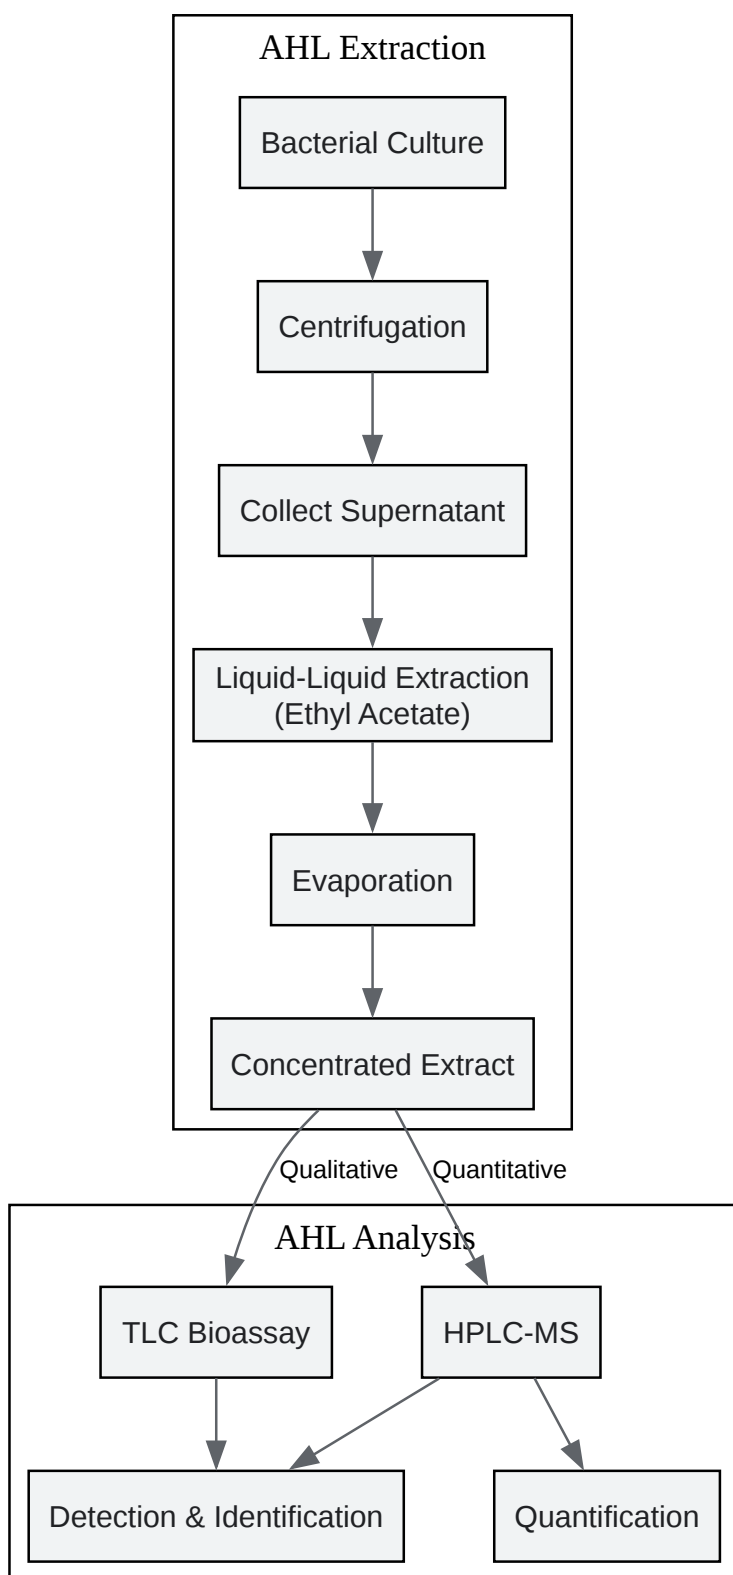 AHL Extraction
Bacterial Culture
Centrifugation
Collect Supernatant
Liquid-Liquid Extraction
(Ethyl Acetate)
Evaporation
Concentrated Extract
Qualitative
Quantitative
AHL Analysis
TLC Bioassay
HPLC-MS
Detection & Identification
Quantification